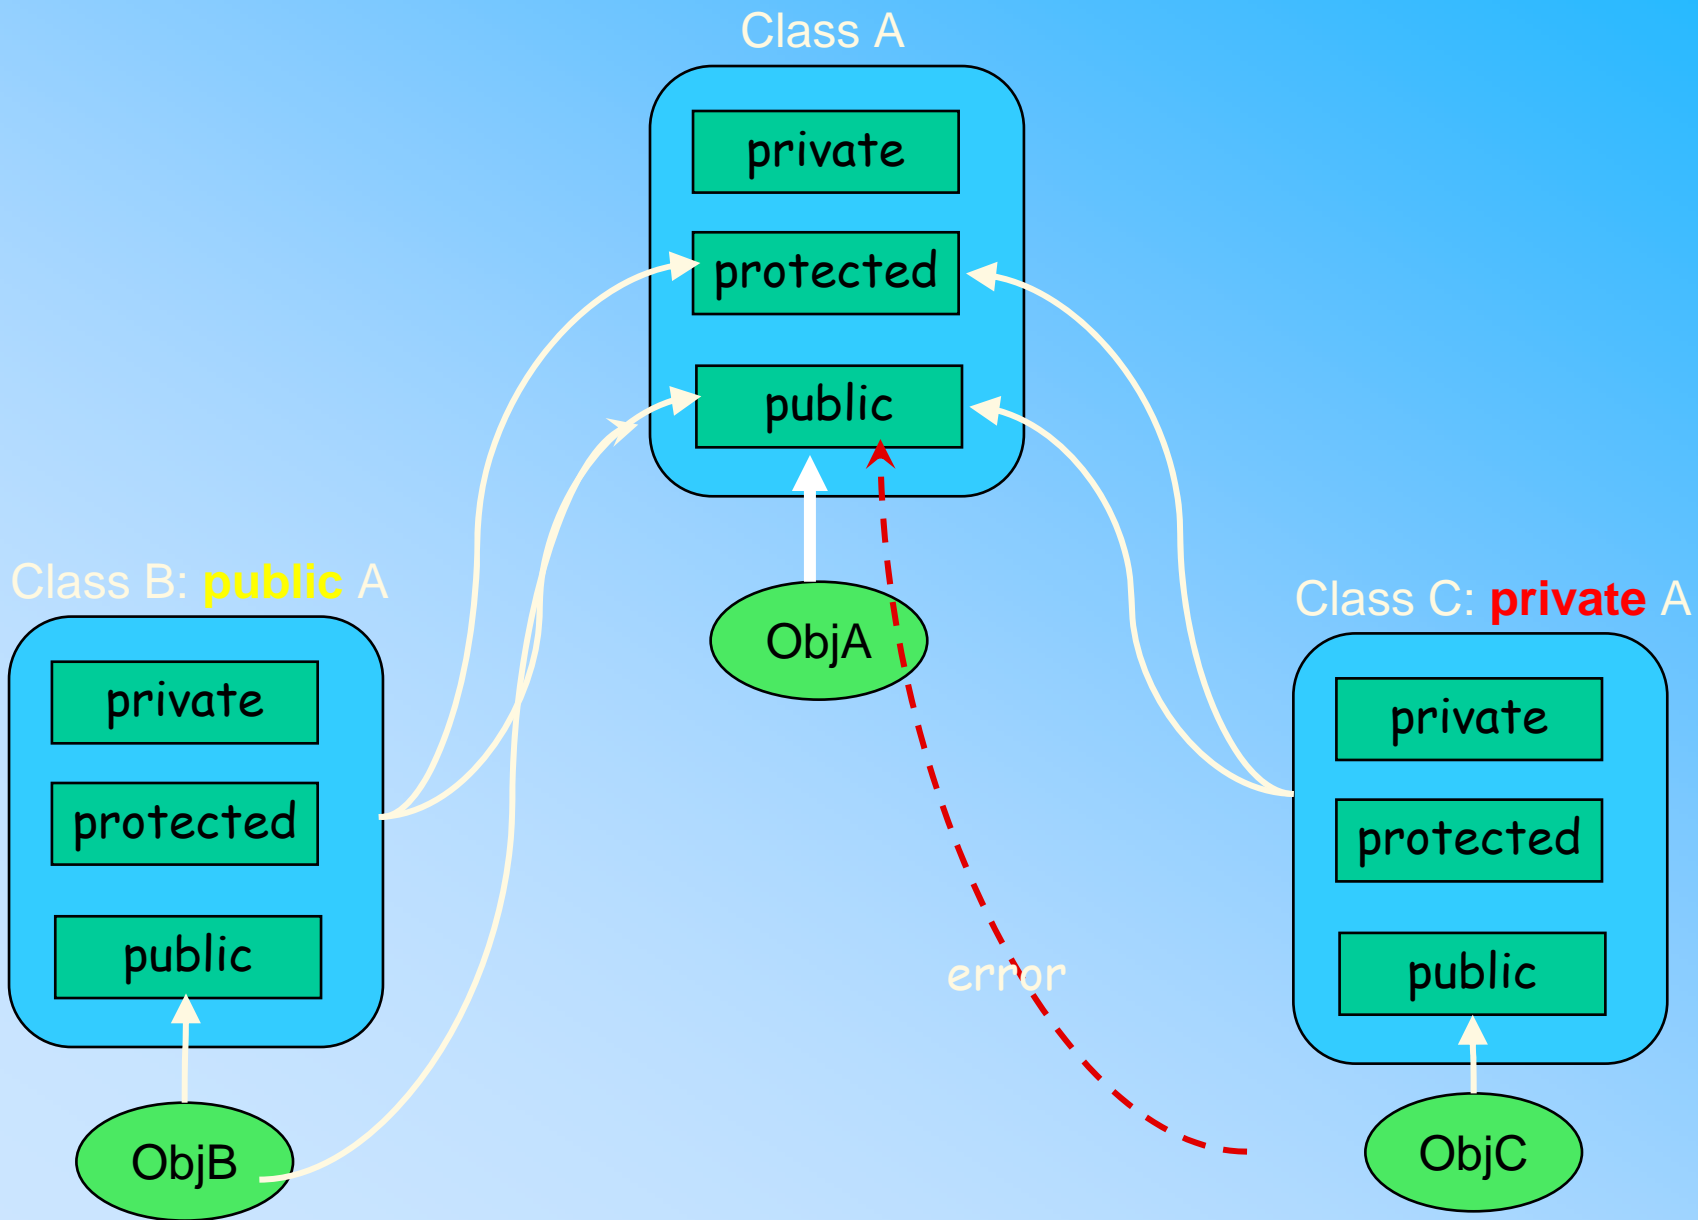 Class A
private
protected
public
ObjA
Class B: public A
private
protected
public
ObjB
error
Class C: private A
private
protected
public
ObjC